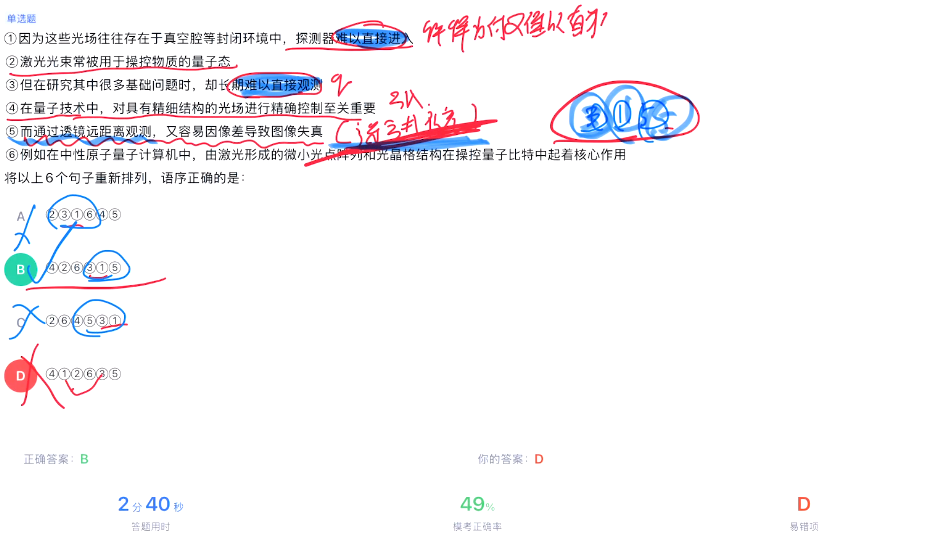 单选题
①因为这些光场往往存在于真空腔等封闭环境中，探测器难以直接进入
②激光光束常被用于操控物质的量子态
③但在研究其中很多基础问题时，却长期难以直接观测
④在量子技术中，对具有精细结构的光场进行精确控制至关重要
⑤而通过透镜远距离观测，又容易因像差导致图像失真
⑥例如在中性原子量子计算机中，由激光形成的微小光点阵列和光晶格结构在操控量子比特中起着核心作用
将以上6个句子重新排列，语序正确的是：
A ②③①⑥④⑤
B ④②⑥③①⑤
C ②⑥④⑤③①
D ④①②⑥③⑤
正确答案：B 你的答案：D
2分40秒 49% D
答题用时 模考正确率 易错项